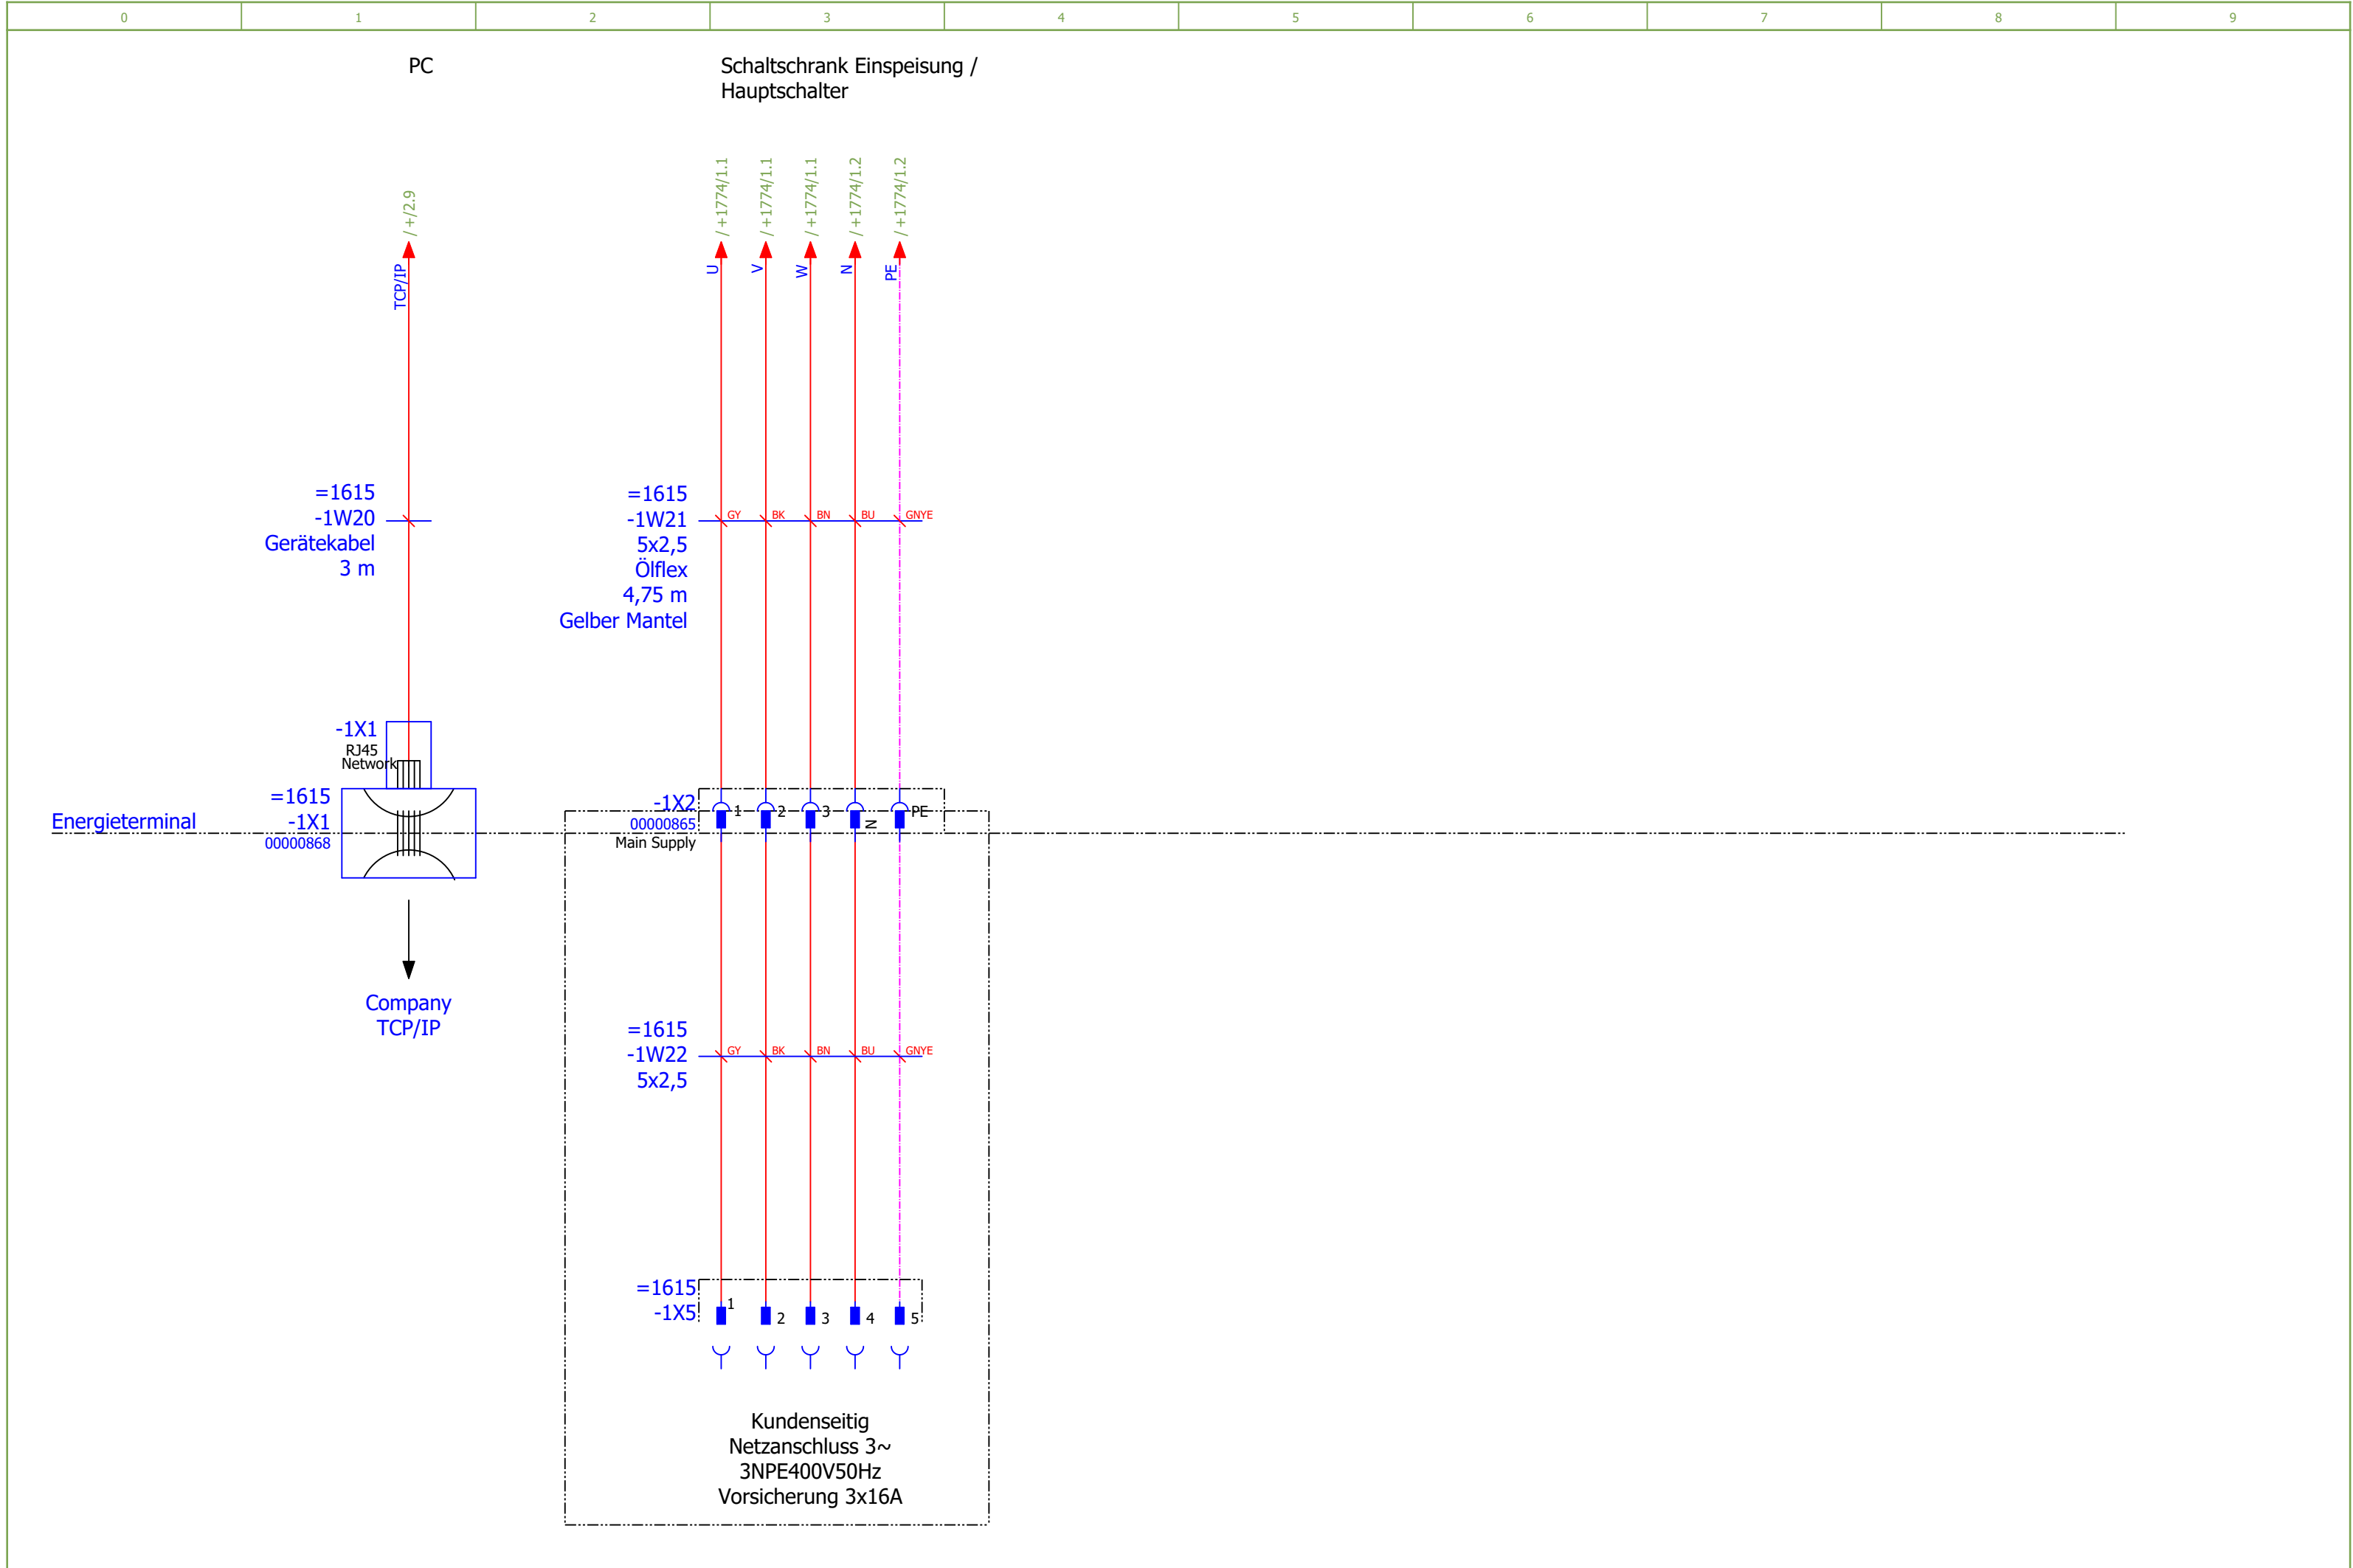 0 1 2 3 4 5 6 7 8 9
PC
Schaltschrank Einspeisung /
Hauptschalter
/ +/2.9
/ +1774/1.1
/ +1774/1.1
/ +1774/1.1
/ +1774/1.2
/ +1774/1.2
TCP/IP
U
V
W
N
PE
=1615
-1W20
Gerätekabel
3 m
=1615
-1W21
5x2,5
Ölflex
4,75 m
Gelber Mantel
GY BK BN BU GNYE
-1X1
RJ45
Network
Energieterminal
=1615
-1X1
00000868
-1X2
00000865
Main Supply
1 2 3 N PE
Company
TCP/IP
=1615
-1W22
5x2,5
GY BK BN BU GNYE
=1615
-1X5
1 2 3 4 5
Kundenseitig
Netzanschluss 3~
3NPE400V50Hz
Vorsicherung 3x16A